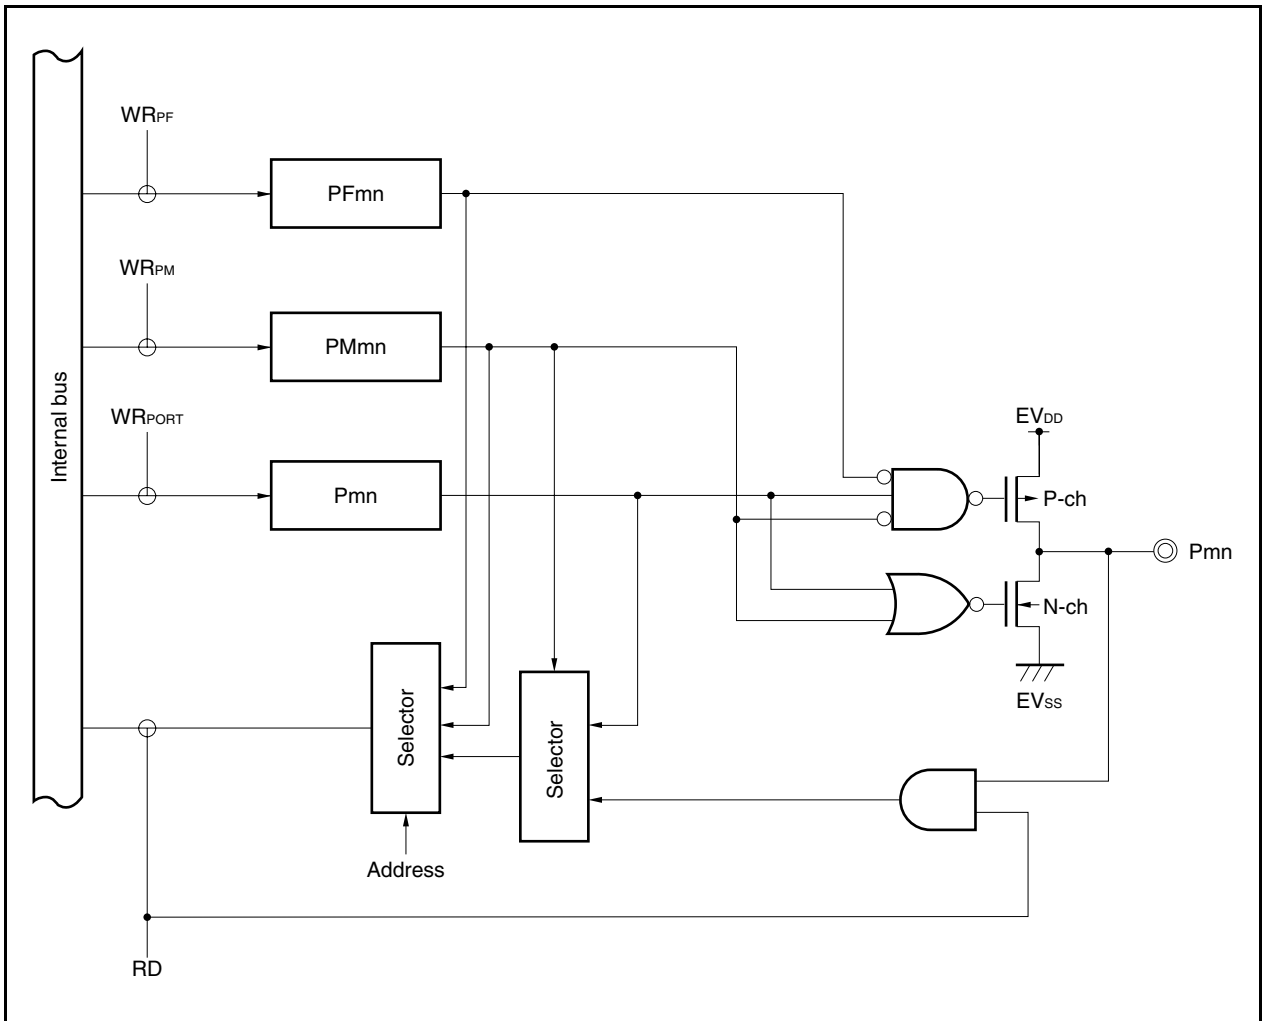 WRPF
PFmn
WRPM
PMmn
Internal bus
WRPORT
Pmn
EVDD
P-ch
Pmn
N-ch
EVSS
Selector
Selector
Address
RD